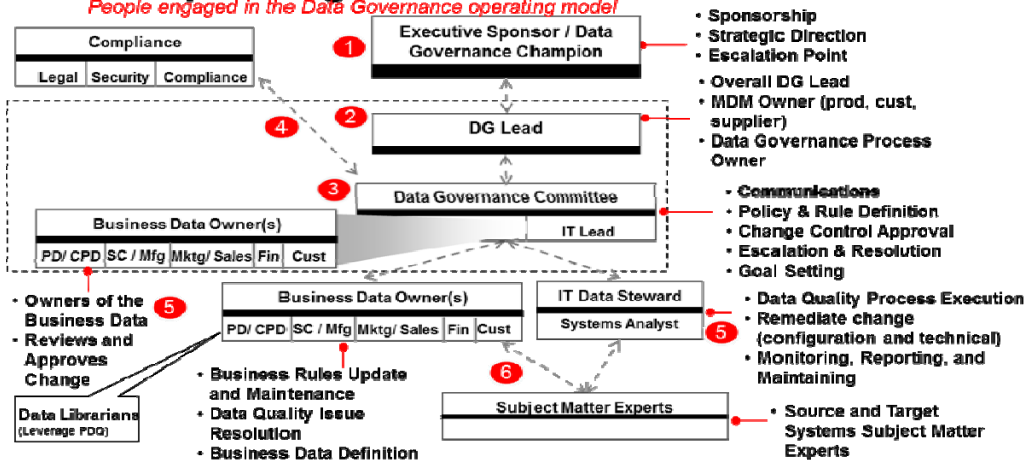 People engaged in the Data Governance operating model
Compliance
Legal Security Compliance
1
Executive Sponsor / Data
Governance Champion
• Sponsorship
• Strategic Direction
• Escalation Point
4
2
DG Lead
• Overall DG Lead
• MDM Owner (prod, cust,
supplier)
• Data Governance Process
Owner
3
Data Governance Committee
IT Lead
• Communications
• Policy & Rule Definition
• Change Control Approval
• Escalation & Resolution
• Goal Setting
Business Data Owner(s)
PD/ CPD SC / Mfg Mktg/ Sales Fin Cust
5
• Owners of the
Business Data
• Reviews and
Approves
Change
Business Data Owner(s)
PD/ CPD SC / Mfg Mktg/ Sales Fin Cust
IT Data Steward
Systems Analyst
5
• Data Quality Process Execution
• Remediate change
(configuration and technical)
• Monitoring, Reporting, and
Maintaining
Data Librarians
(Leverage PDQ)
• Business Rules Update
and Maintenance
• Data Quality Issue
Resolution
• Business Data Definition
6
Subject Matter Experts
• Source and Target
Systems Subject Matter
Experts